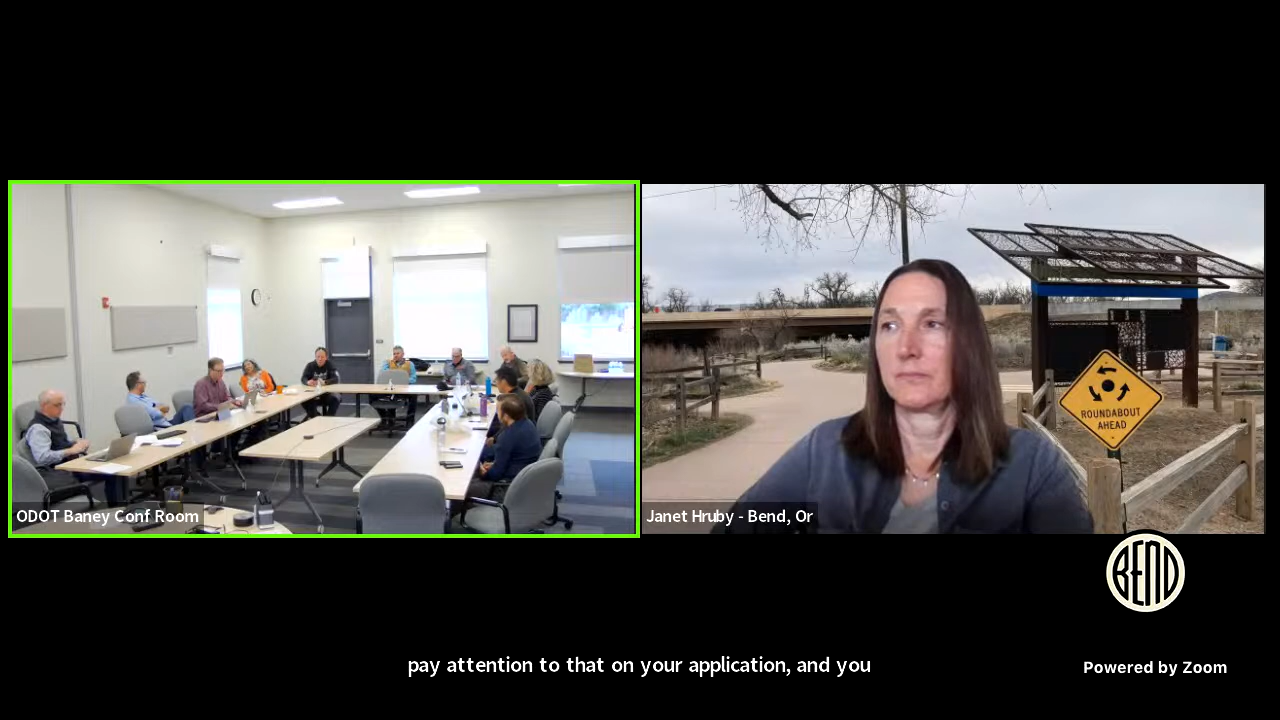 ROUNDABOUT
AHEAD
ODOT Baney Conf Room
Janet Hruby - Bend, Or
BEND
pay attention to that on your application, and you
Powered by Zoom